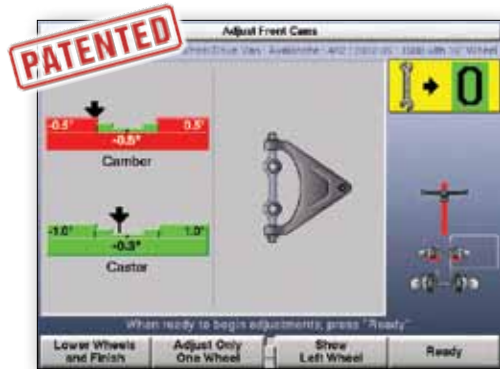 PATENTED
Adjust Front Cams
-0.5° 0.5°
-0.5°
Camber
0
-1.0° 1.0°
-0.3°
Caster
When ready to begin adjustments, press "Ready"
Lower Wheels and Finish
Adjust Only One Wheel
Show Left Wheel
Ready